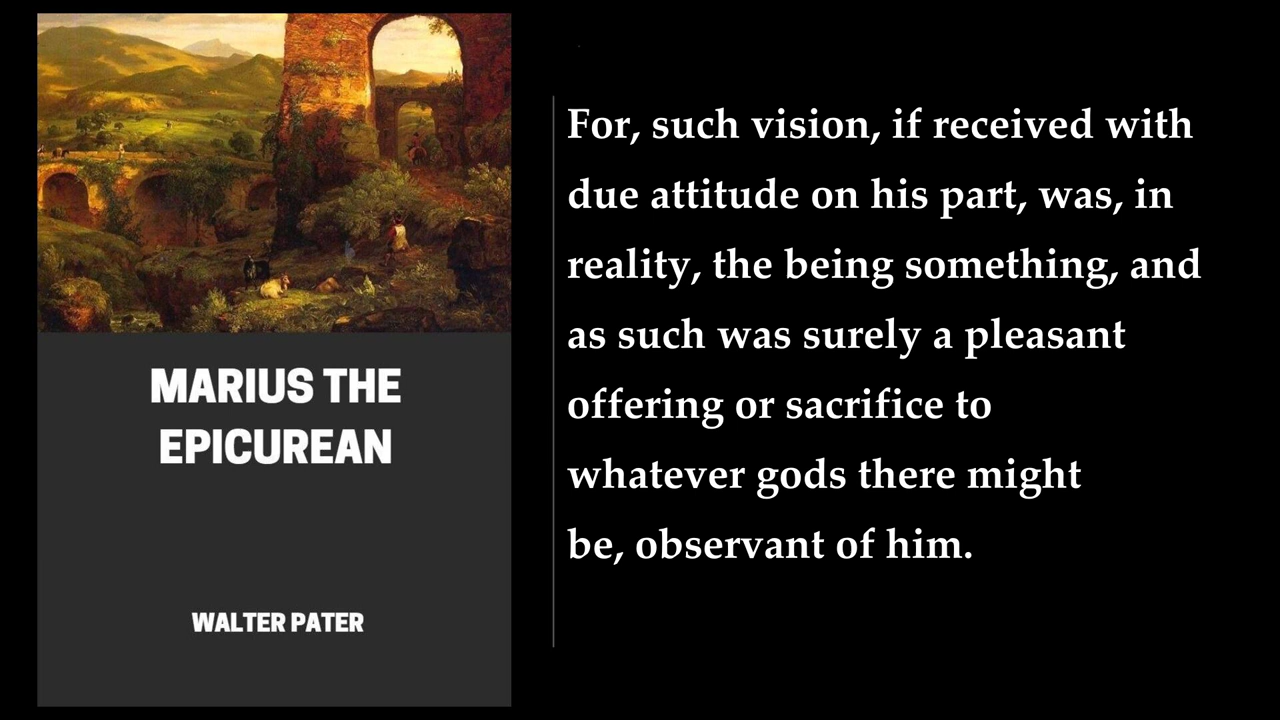 MARIUS THE
EPICUREAN
WALTER PATER
For, such vision, if received with
due attitude on his part, was, in
reality, the being something, and
as such was surely a pleasant
offering or sacrifice to
whatever gods there might
be, observant of him.